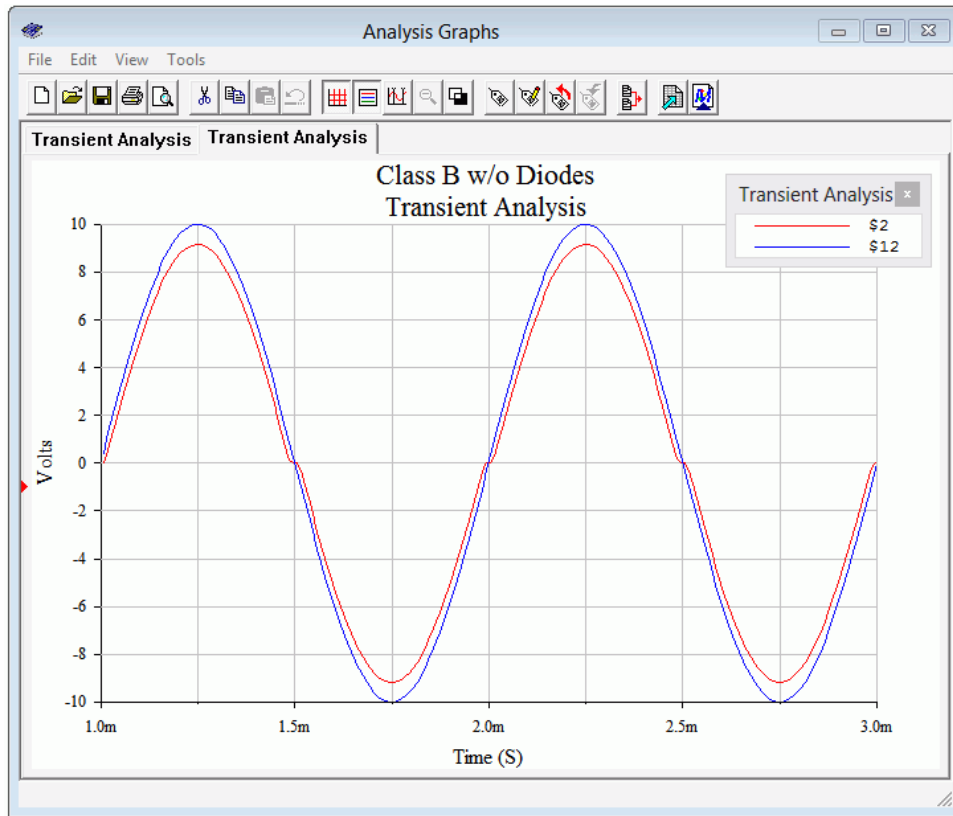 Analysis Graphs
File Edit View Tools
Transient Analysis Transient Analysis
Class B w/o Diodes
Transient Analysis
Transient Analysis x
$2
$12
Volts
10
8
6
4
2
0
-2
-4
-6
-8
-10
1.0m 1.5m 2.0m 2.5m 3.0m
Time (S)